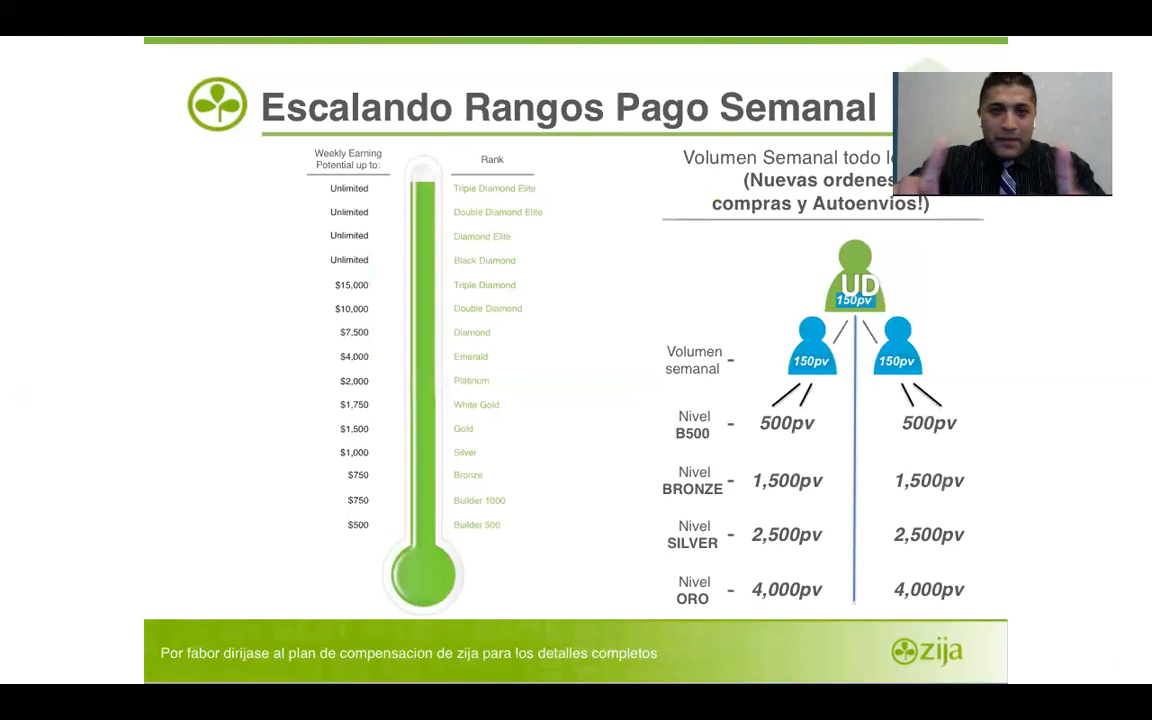 Escalando Rangos Pago Semanal
Weekly Earning
Potential up to:
Rank
Unlimited
Triple Diamond Elite
Unlimited
Double Diamond Elite
Unlimited
Diamond Elite
Unlimited
Black Diamond
$15,000
Triple Diamond
$10,000
Double Diamond
$7,500
Diamond
$4,000
Emerald
$2,000
Platinum
$1,750
White Gold
$1,500
Gold
$1,000
Silver
$750
Bronze
$750
Builder 1000
$500
Builder 500
Volumen Semanal todo
(Nuevas ordenes
compras y Autoenvios!)
UD
150pv
Volumen
semanal -
150pv
150pv
Nivel
B500 - 500pv 500pv
Nivel
BRONZE - 1,500pv 1,500pv
Nivel
SILVER - 2,500pv 2,500pv
Nivel
ORO - 4,000pv 4,000pv
Por fabor dirijase al plan de compensacion de zija para los detalles completos
zija